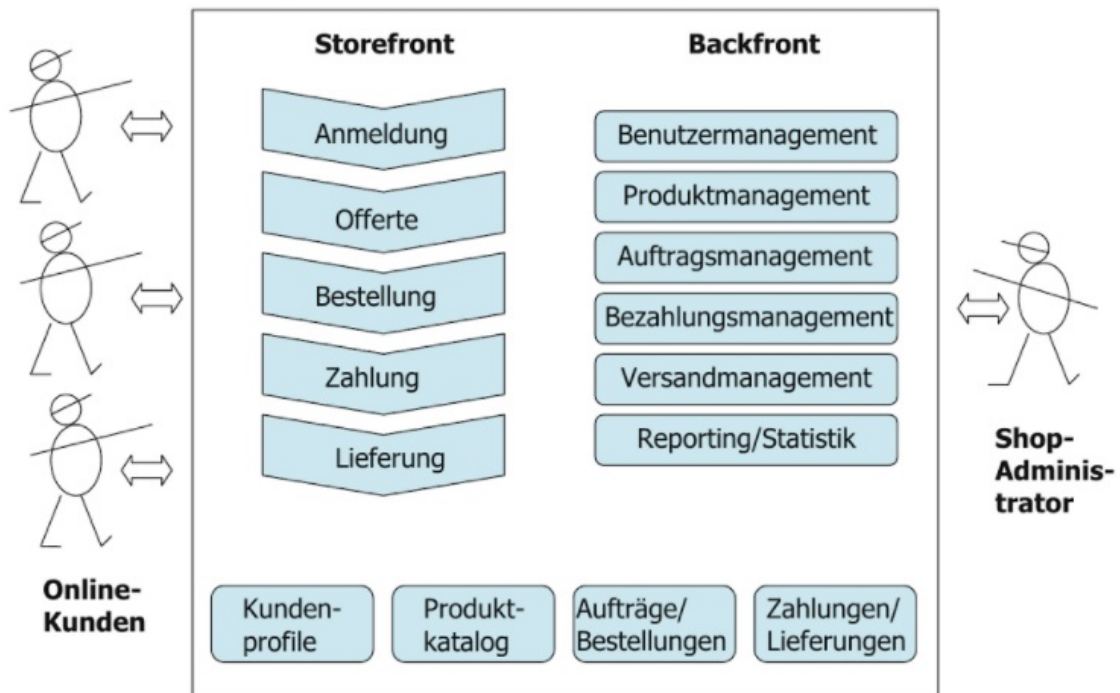 Storefront
Backfront
Anmeldung
Offerte
Bestellung
Zahlung
Lieferung
Benutzermanagement
Produktmanagement
Auftragsmanagement
Bezahlungsmanagement
Versandmanagement
Reporting/Statistik
Online-
Kunden
Shop-
Adminis-
trator
Kunden-
profile
Produkt-
katalog
Aufträge/
Bestellungen
Zahlungen/
Lieferungen